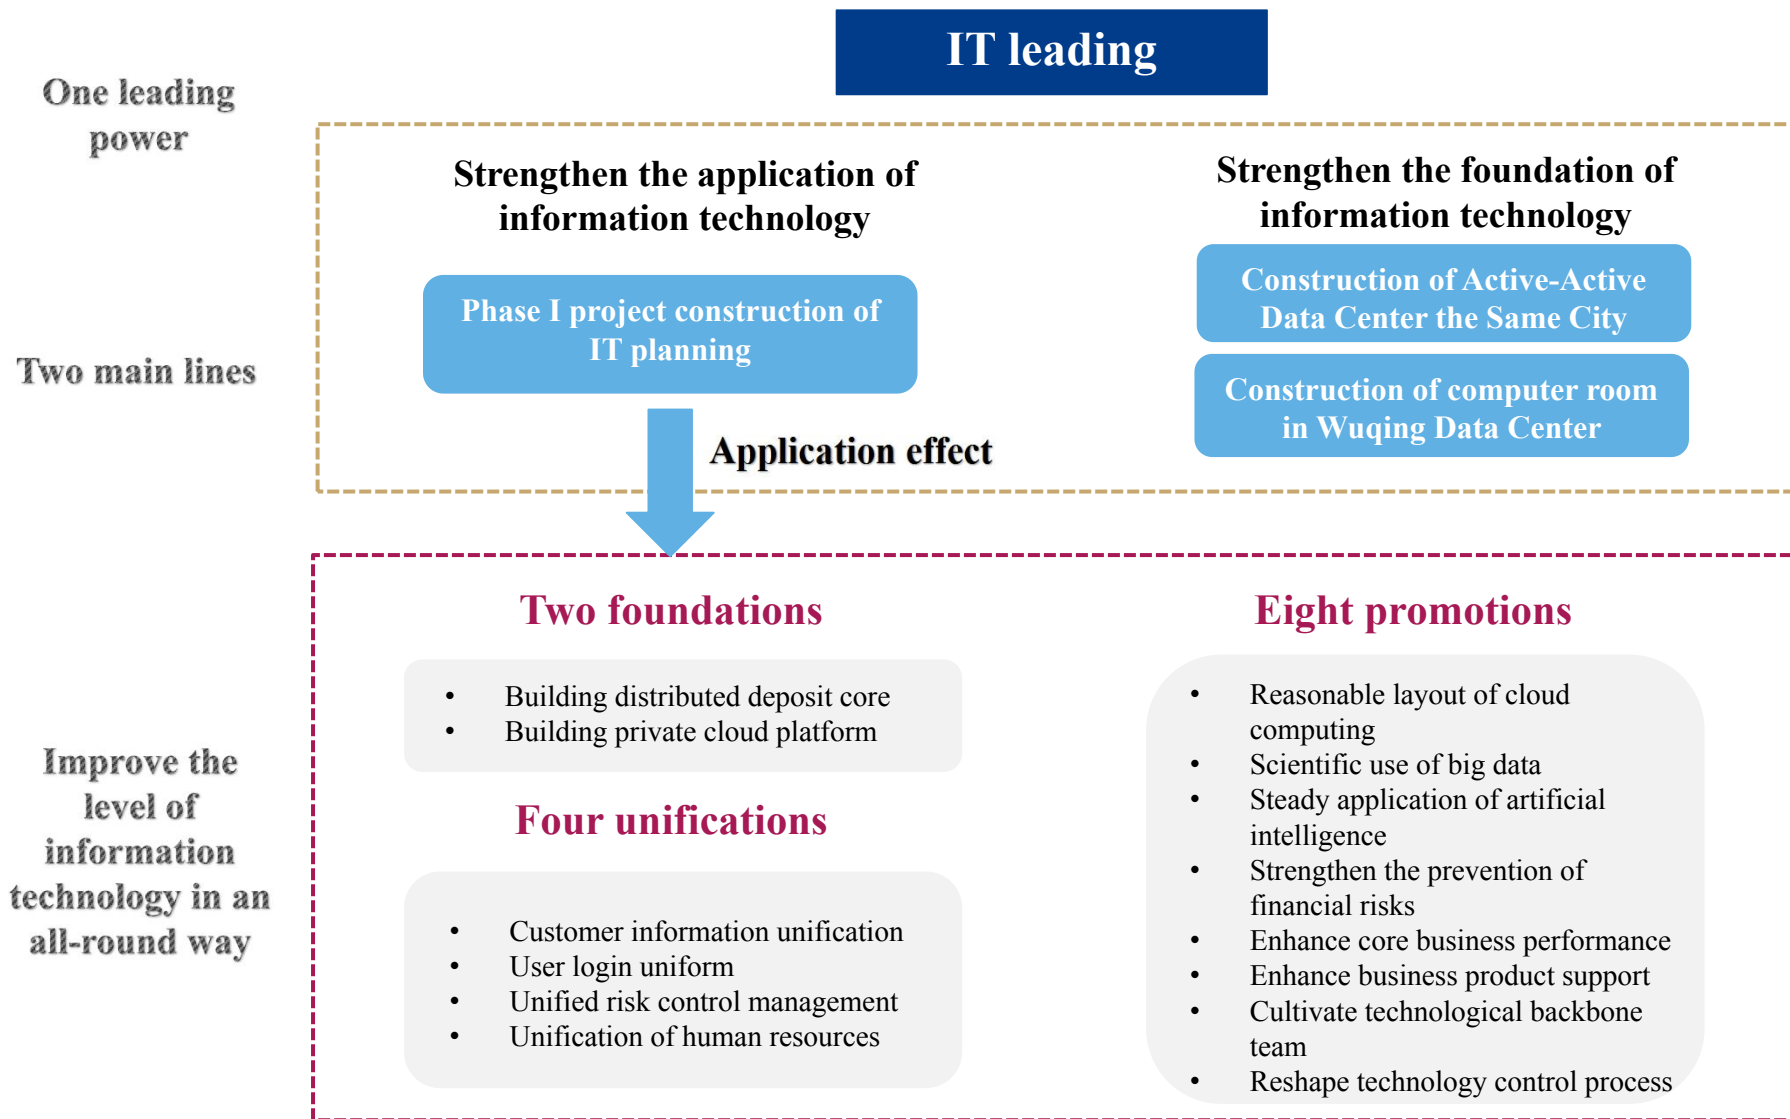 IT leading
One leading
power
Strengthen the application of
information technology
Strengthen the foundation of
information technology
Two main lines
Phase I project construction of
IT planning
Construction of Active-Active
Data Center the Same City
Construction of computer room
in Wuqing Data Center
Application effect
Improve the
level of
information
technology in an
all-round way
Two foundations
• Building distributed deposit core
• Building private cloud platform
Four unifications
• Customer information unification
• User login uniform
• Unified risk control management
• Unification of human resources
Eight promotions
• Reasonable layout of cloud
computing
• Scientific use of big data
• Steady application of artificial
intelligence
• Strengthen the prevention of
financial risks
• Enhance core business performance
• Enhance business product support
• Cultivate technological backbone
team
• Reshape technology control process